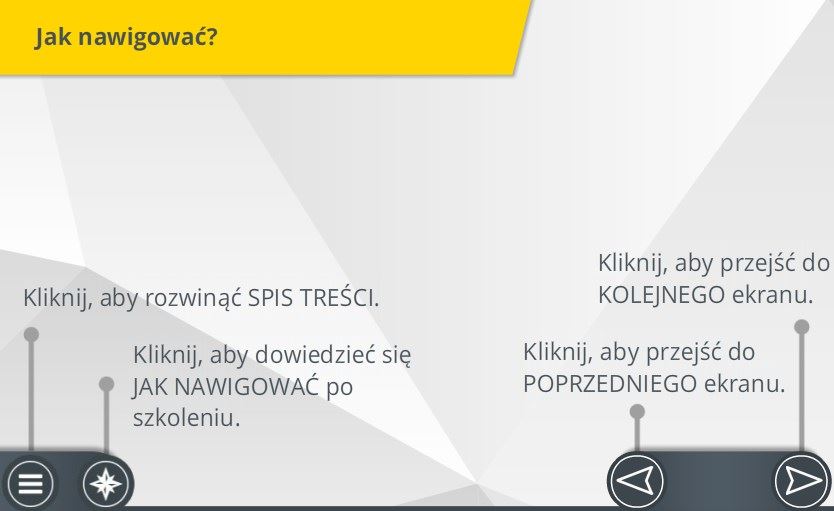 Jak nawigować?
Kliknij, aby przejść do
KOLEJNEGO ekranu.
Kliknij, aby rozwinąć SPIS TREŚCI.
Kliknij, aby dowiedzieć się
JAK NAWIGOWAĆ po
szkoleniu.
Kliknij, aby przejść do
POPRZEDNIEGO ekranu.